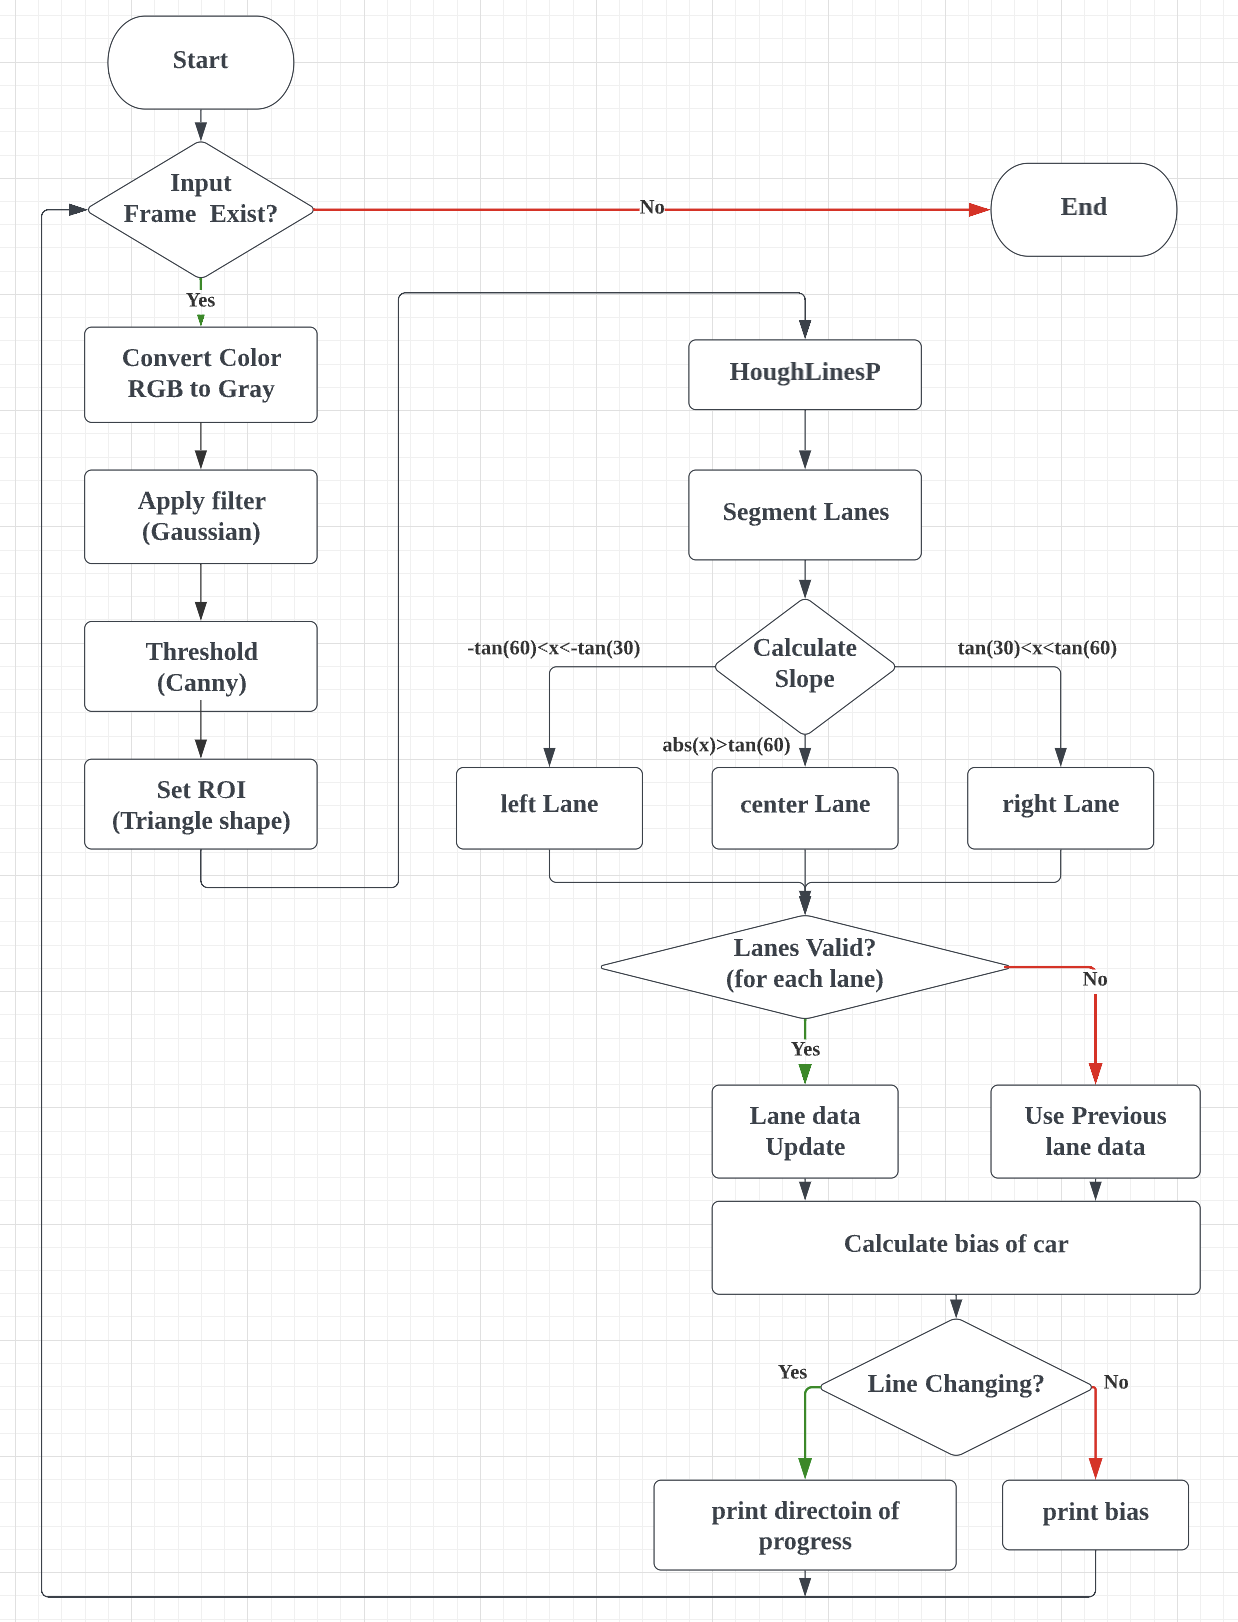 Start
Input
Frame  Exist?
No
End
Yes
Convert Color
RGB to Gray
Apply filter
(Gaussian)
Threshold
(Canny)
Set ROI
(Triangle shape)
HoughLinesP
Segment Lanes
Calculate
Slope
-tan(60)<x<-tan(30)
tan(30)<x<tan(60)
abs(x)>tan(60)
left Lane
center Lane
right Lane
Lanes Valid?
(for each lane)
No
Yes
Lane data
Update
Use Previous
lane data
Calculate bias of car
Line Changing?
Yes
No
print directoin of
progress
print bias